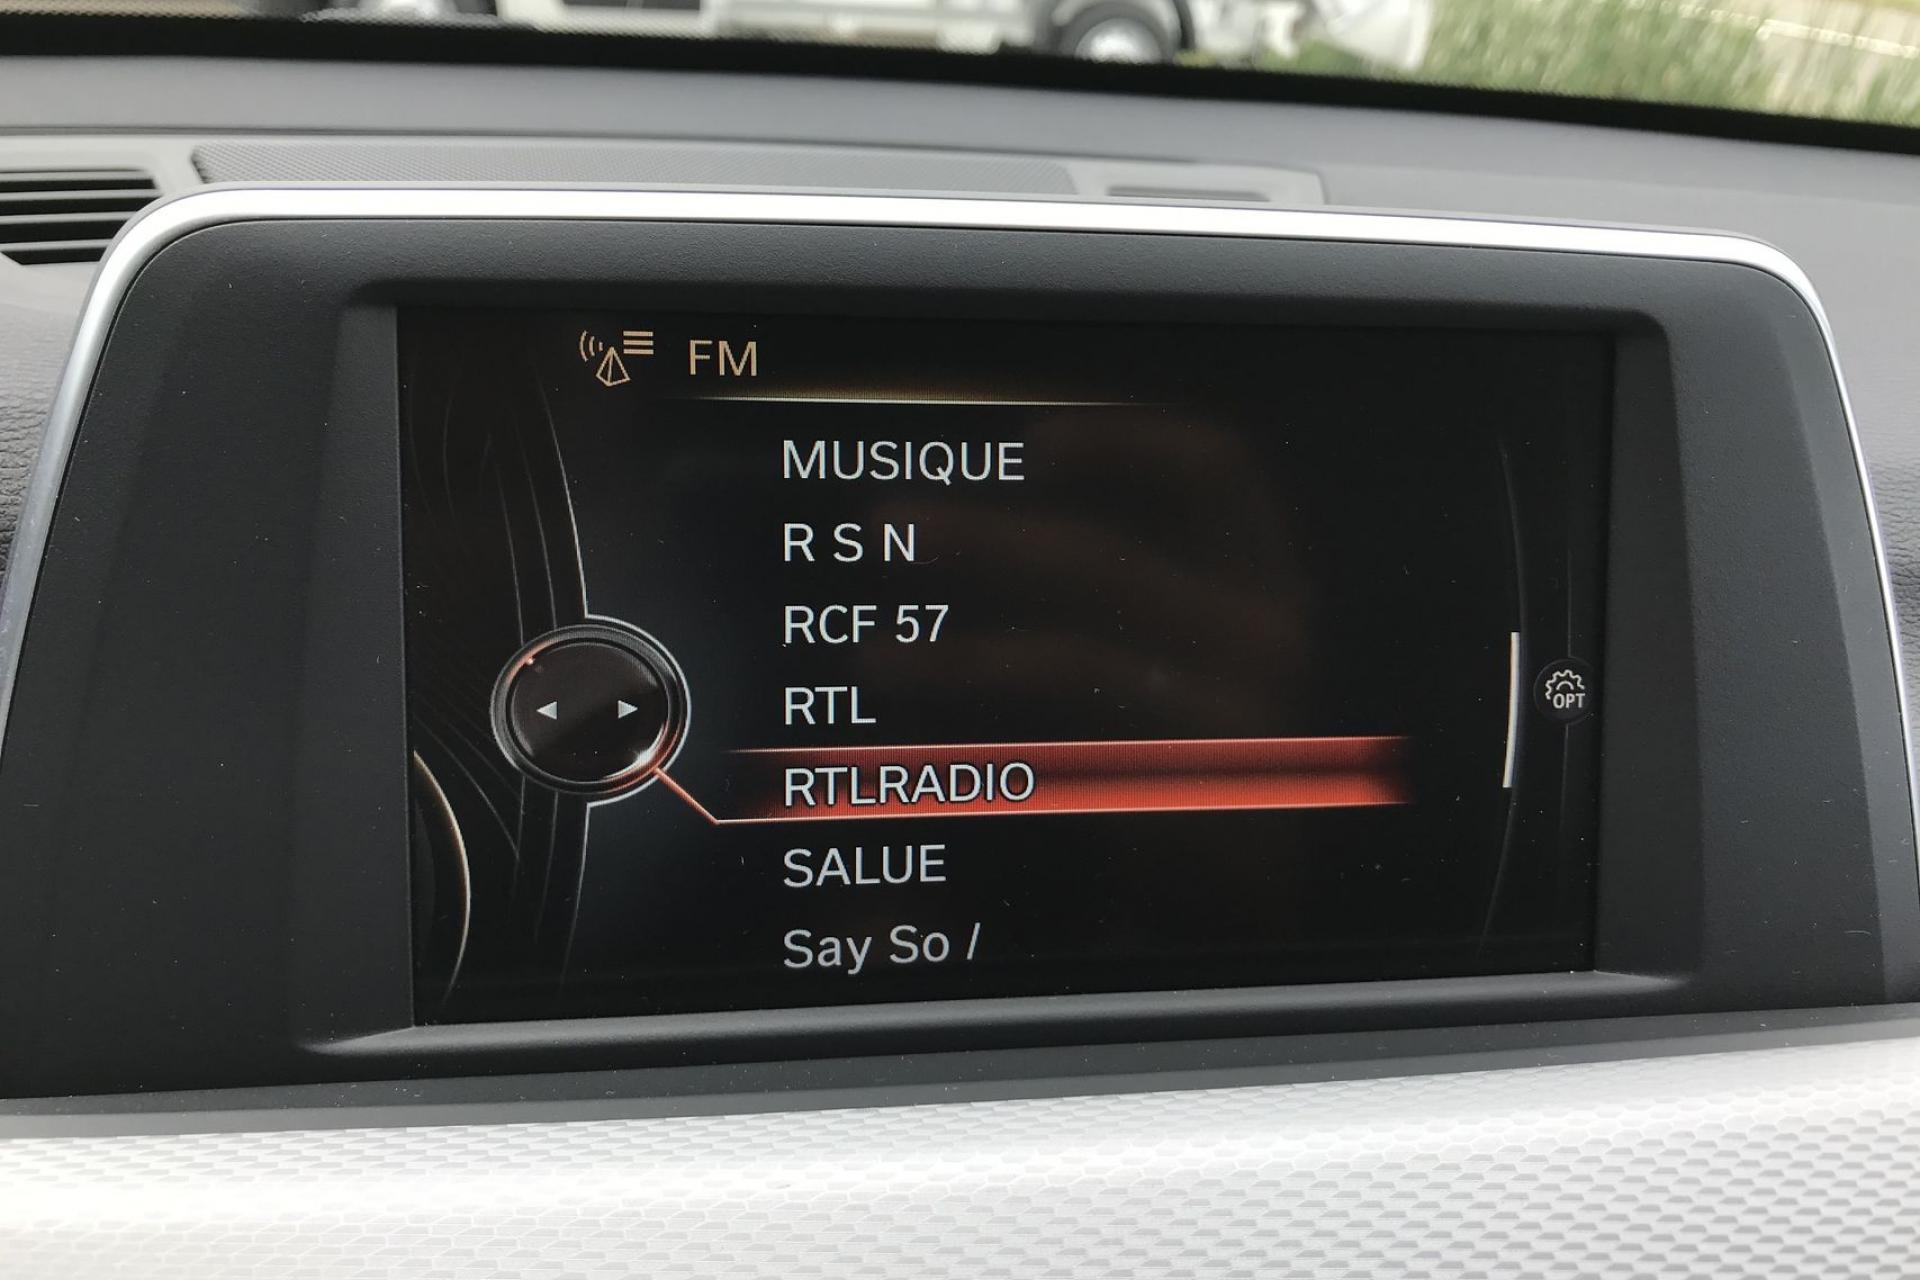 FM
MUSIQUE
R S N
RCF 57
RTL
RTLRADIO
SALUE
Say So /
OPT